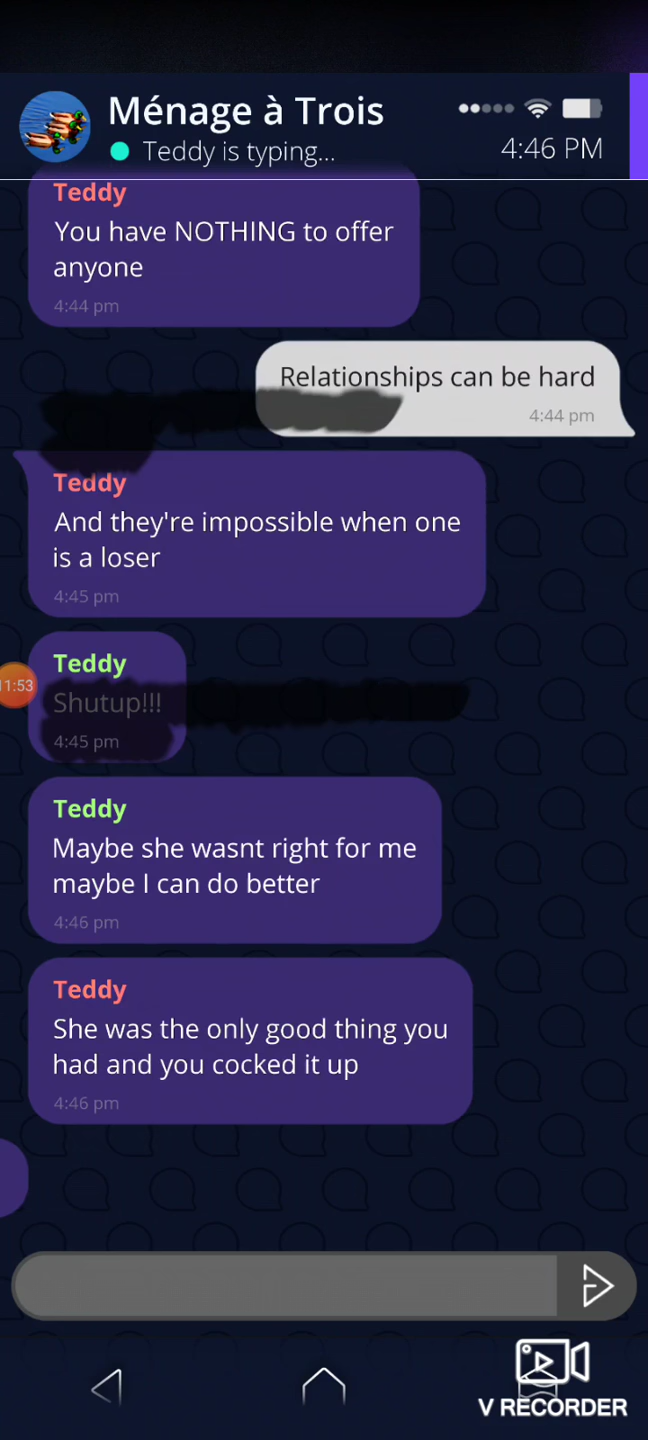 Ménage à Trois
Teddy is typing...
4:46 PM
Teddy
You have NOTHING to offer
anyone
4:44 pm
Relationships can be hard
4:44 pm
Teddy
And they're impossible when one
is a loser
4:45 pm
Teddy
Shutup!!!
4:45 pm
11:53
Teddy
Maybe she wasnt right for me
maybe I can do better
4:46 pm
Teddy
She was the only good thing you
had and you cocked it up
4:46 pm
V RECORDER